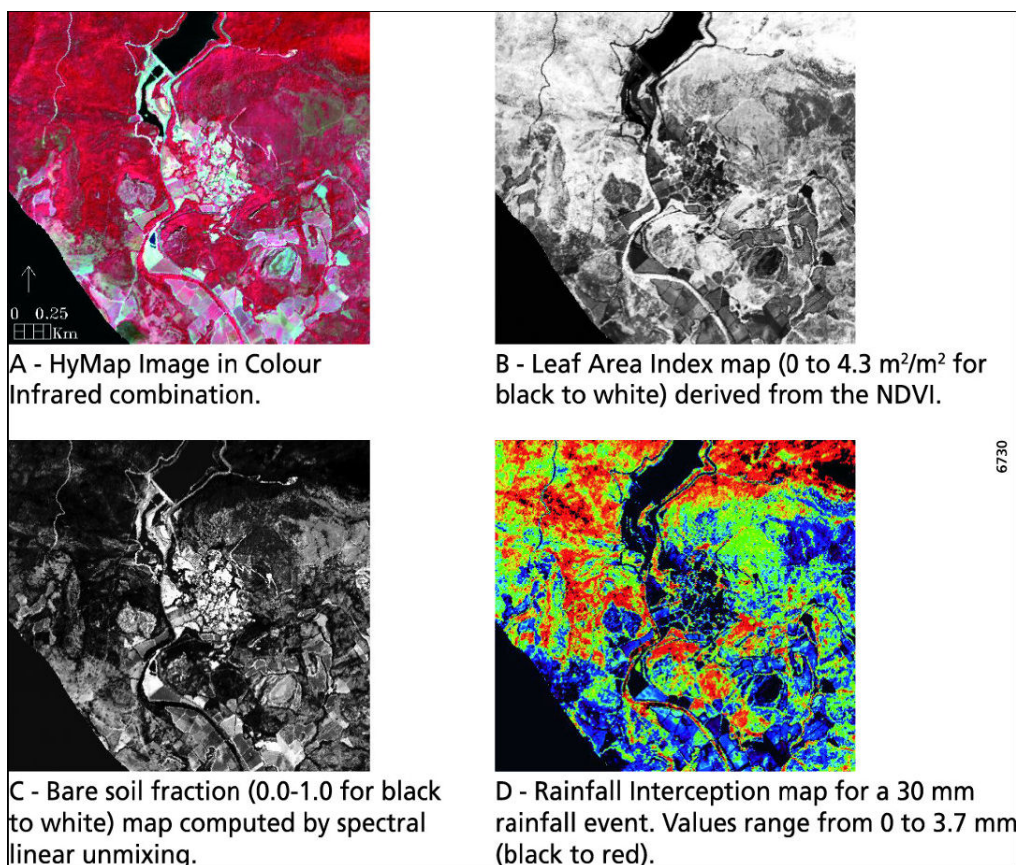 0 0.25
Km
A - HyMap Image in Colour
Infrared combination.
B - Leaf Area Index map (0 to 4.3 m²/m² for
black to white) derived from the NDVI.
6730
C - Bare soil fraction (0.0-1.0 for black
to white) map computed by spectral
linear unmixing.
D - Rainfall Interception map for a 30 mm
rainfall event. Values range from 0 to 3.7 mm
(black to red).